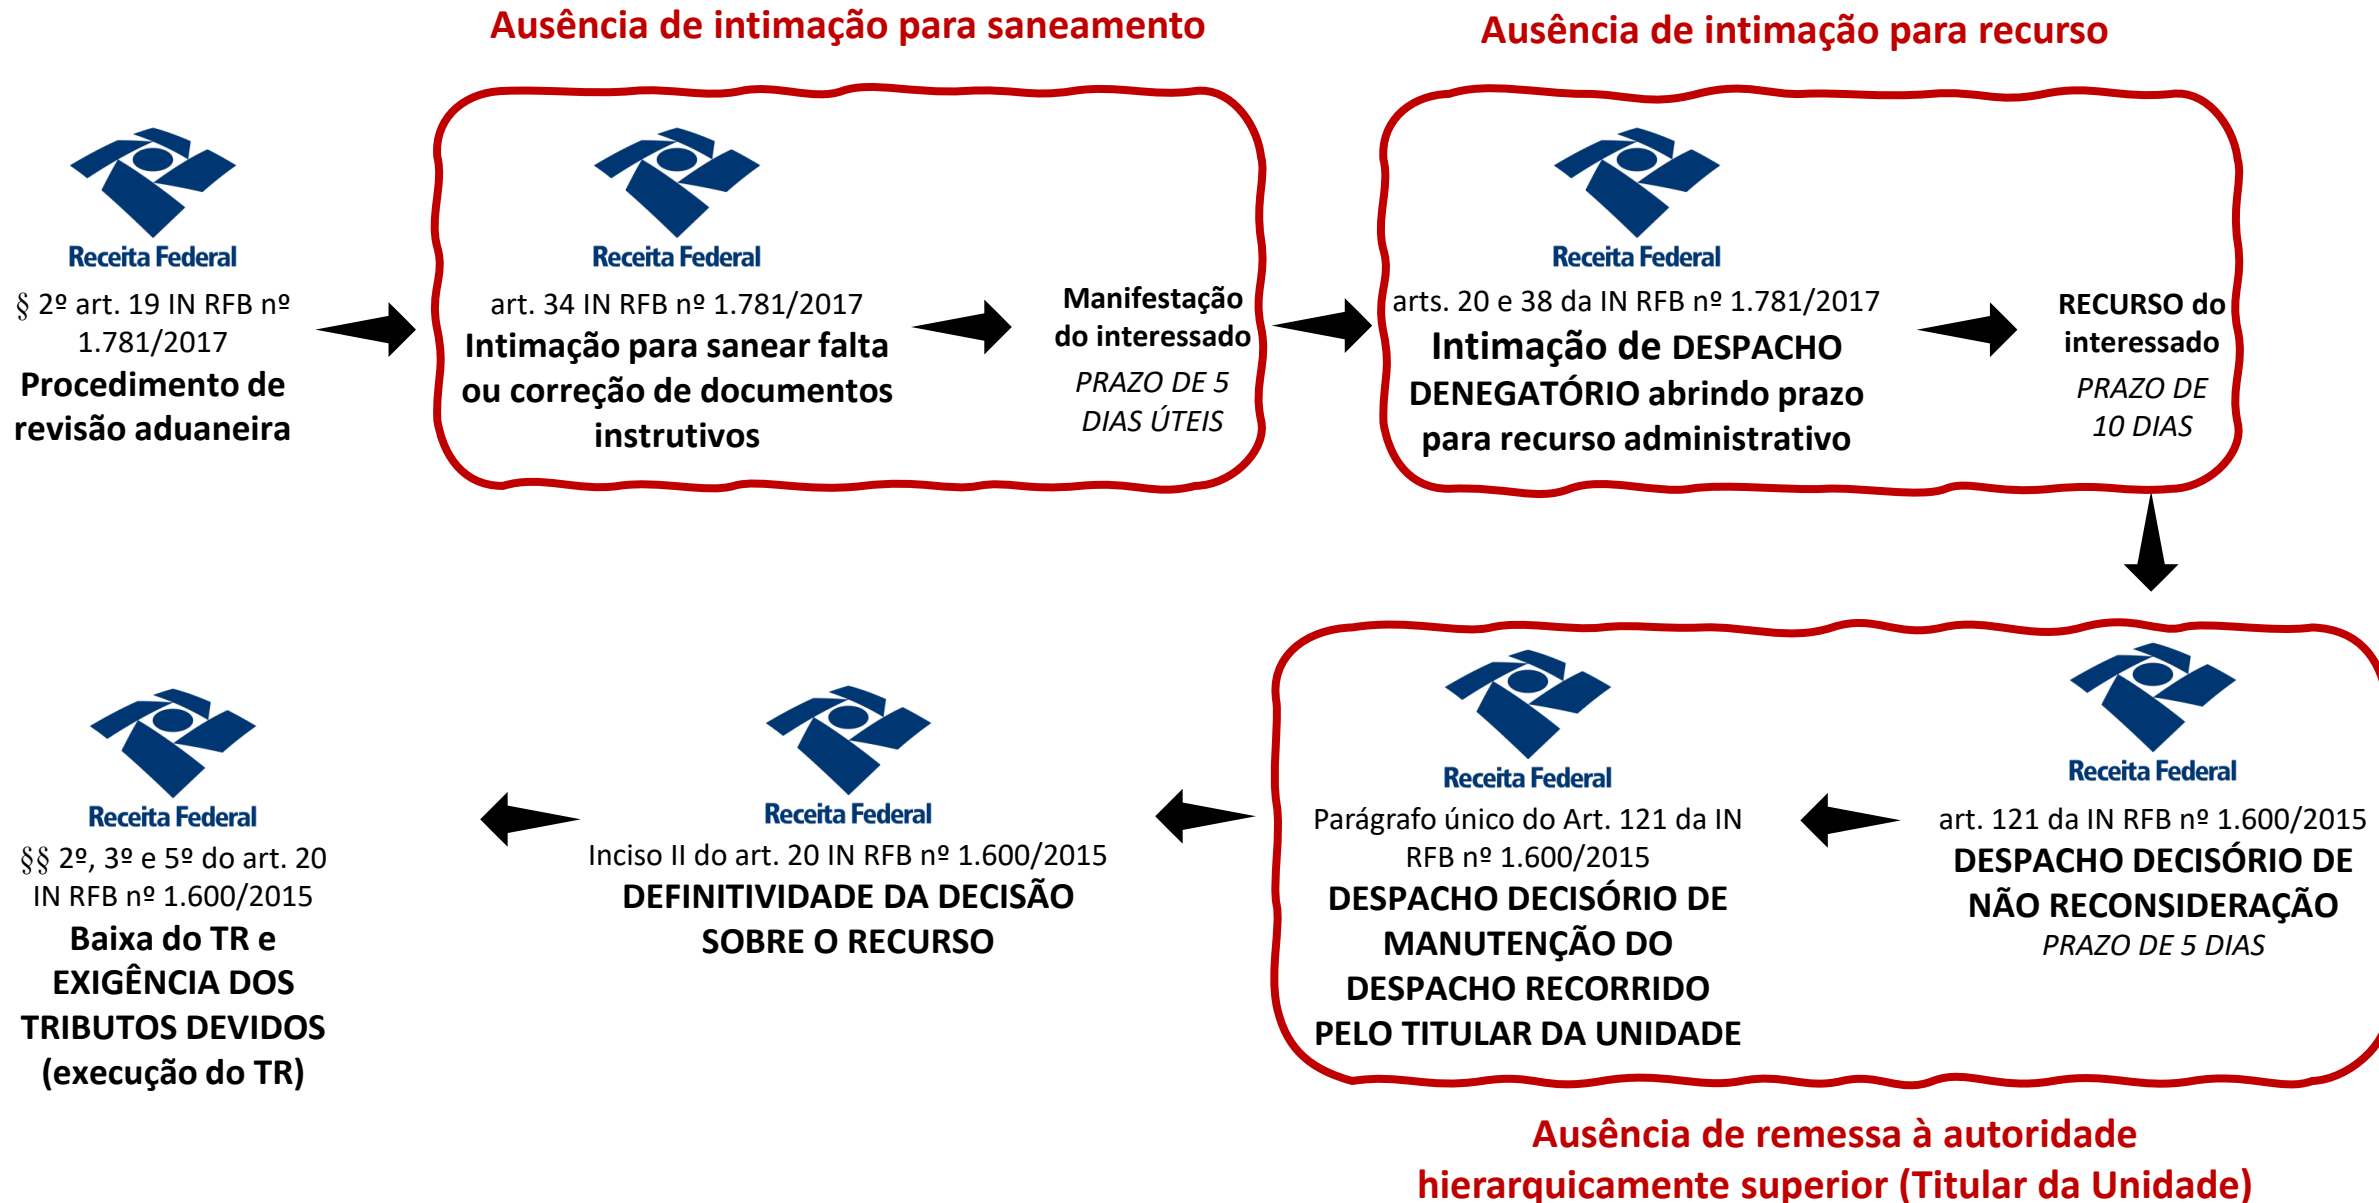 Ausência de intimação para saneamento
Ausência de intimação para recurso
Receita Federal
§ 2º art. 19 IN RFB nº
1.781/2017
Procedimento de
revisão aduaneira
Receita Federal
art. 34 IN RFB nº 1.781/2017
Intimação para sanear falta
ou correção de documentos
instrutivos
Manifestação
do interessado
PRAZO DE 5
DIAS ÚTEIS
Receita Federal
arts. 20 e 38 da IN RFB nº 1.781/2017
Intimação de DESPACHO
DENEGATÓRIO abrindo prazo
para recurso administrativo
RECURSO do
interessado
PRAZO DE
10 DIAS
Receita Federal
art. 121 da IN RFB nº 1.600/2015
DESPACHO DECISÓRIO DE
NÃO RECONSIDERAÇÃO
PRAZO DE 5 DIAS
Receita Federal
Parágrafo único do Art. 121 da IN
RFB nº 1.600/2015
DESPACHO DECISÓRIO DE
MANUTENÇÃO DO
DESPACHO RECORRIDO
PELO TITULAR DA UNIDADE
Receita Federal
Inciso II do art. 20 IN RFB nº 1.600/2015
DEFINITIVIDADE DA DECISÃO
SOBRE O RECURSO
Receita Federal
§§ 2º, 3º e 5º do art. 20
IN RFB nº 1.600/2015
Baixa do TR e
EXIGÊNCIA DOS
TRIBUTOS DEVIDOS
(execução do TR)
Ausência de remessa à autoridade
hierarquicamente superior (Titular da Unidade)